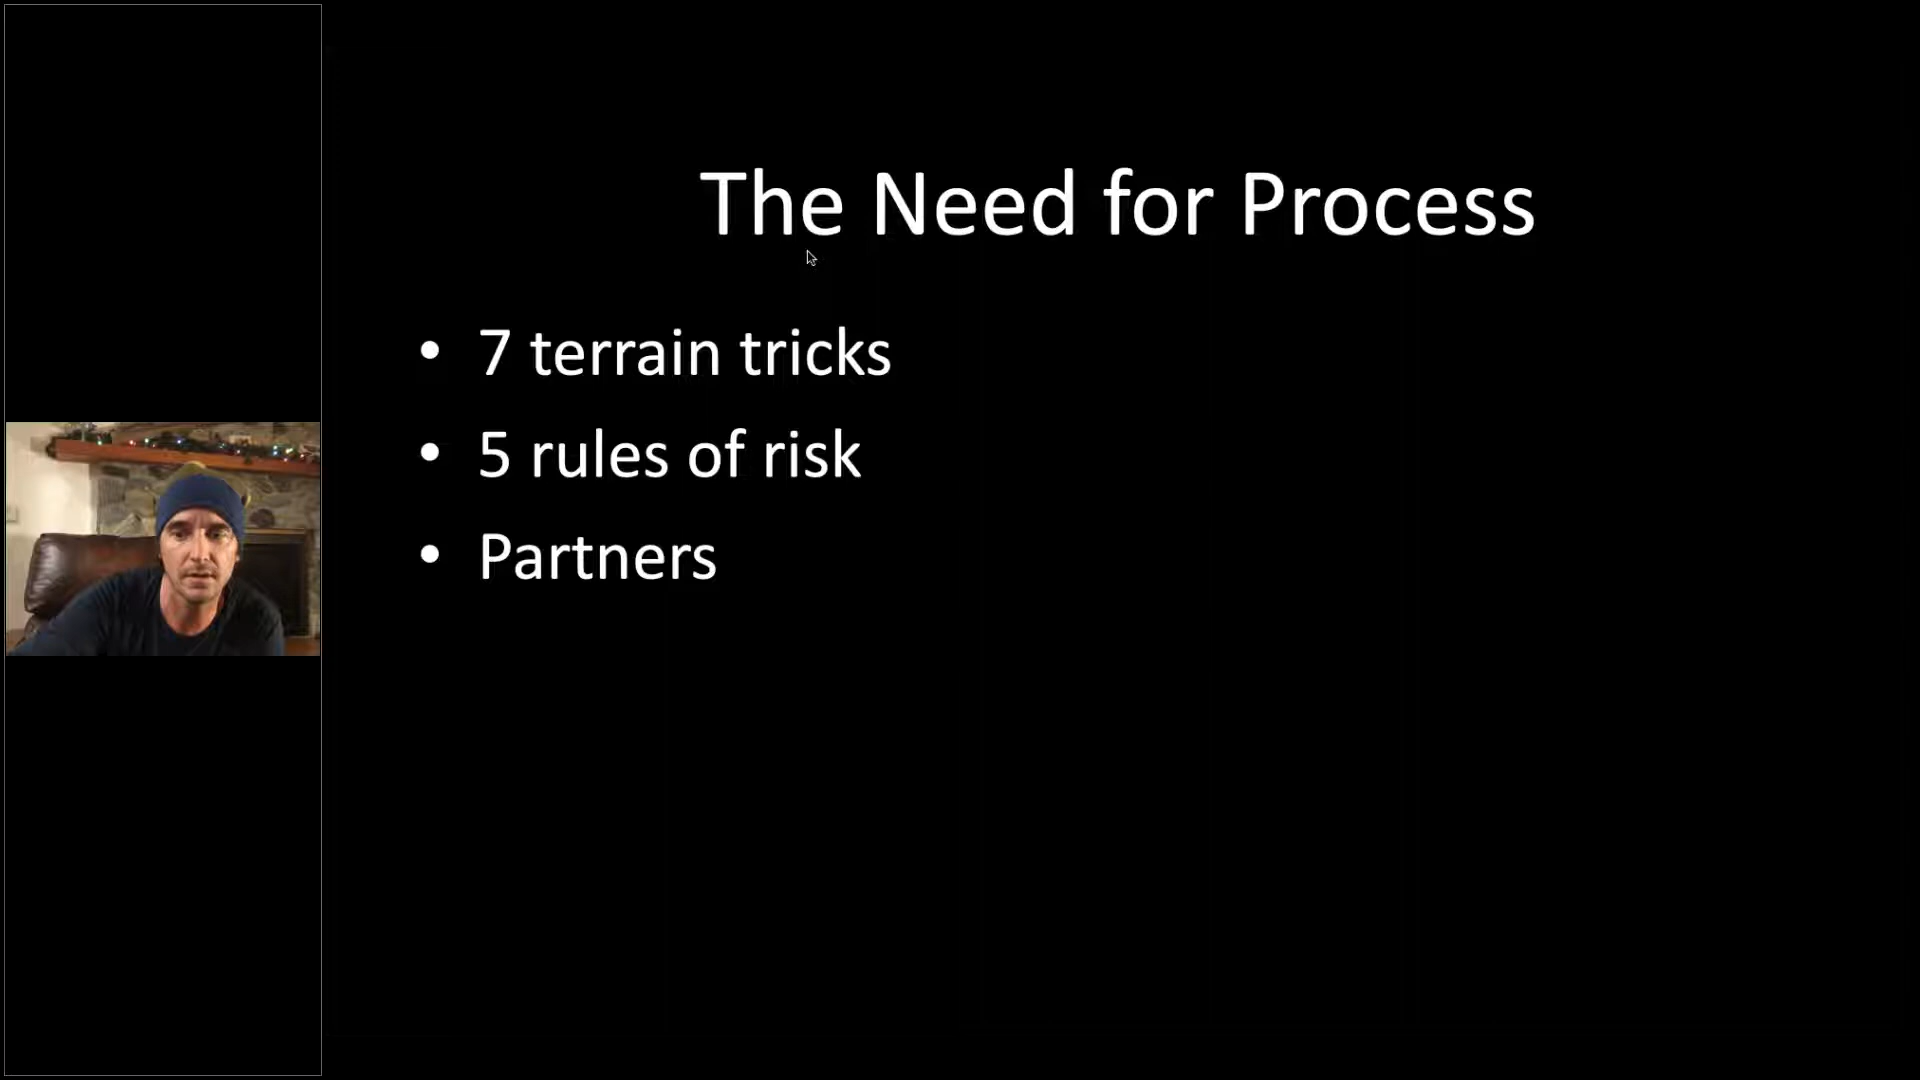 The Need for Process
• 7 terrain tricks
• 5 rules of risk
• Partners